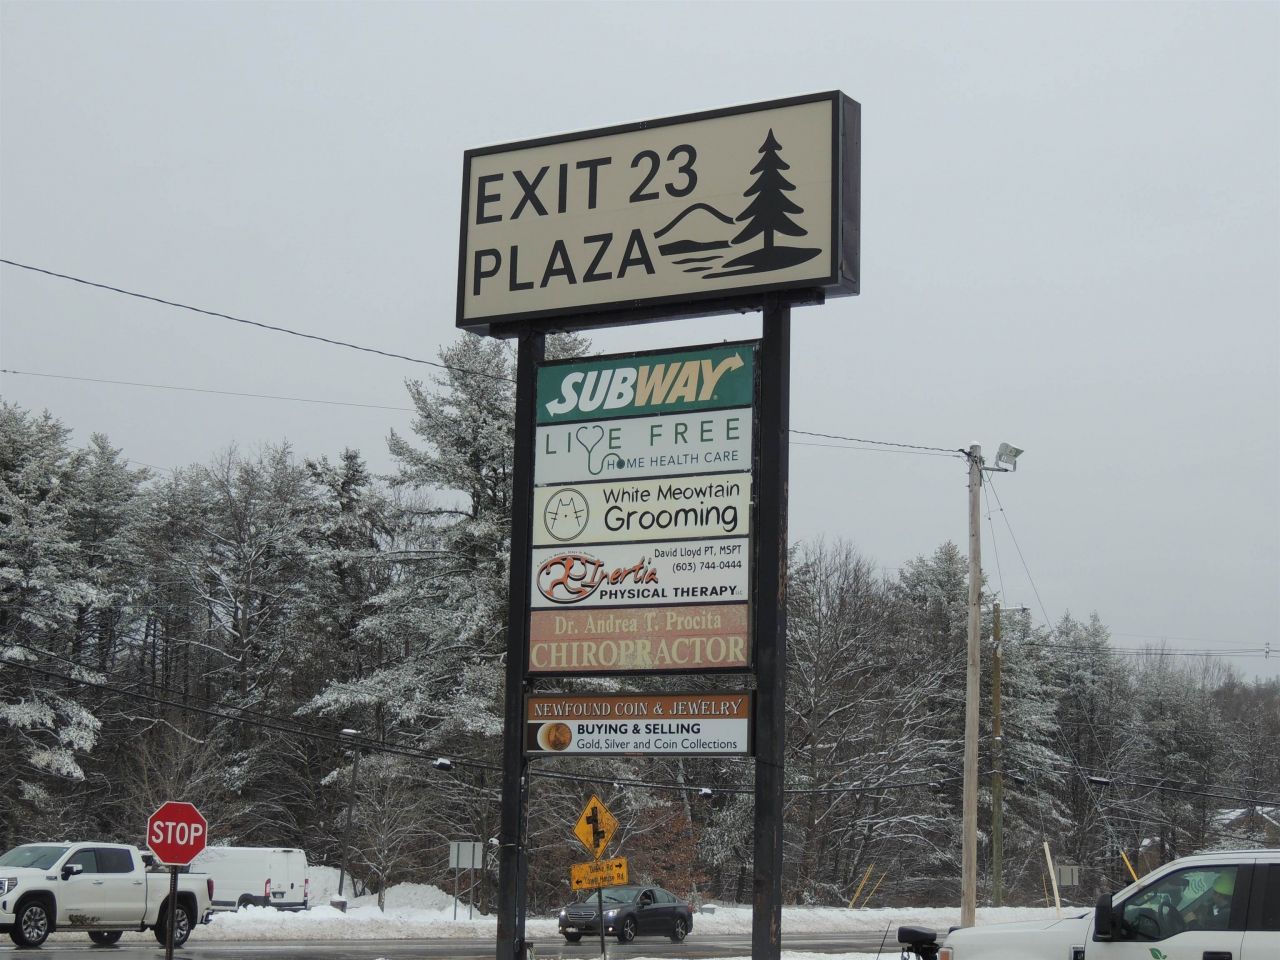 EXIT 23
PLAZA
SUBWAY
LIVE FREE
HOME HEALTH CARE
White Meowtain
Grooming
David Lloyd PT, MSPT
(603) 744-0444
Inertia
PHYSICAL THERAPY
Dr. Andrea T. Procita
CHIROPRACTOR
NEWFOUND COIN & JEWELRY
BUYING & SELLING
Gold, Silver and Coin Collections
STOP